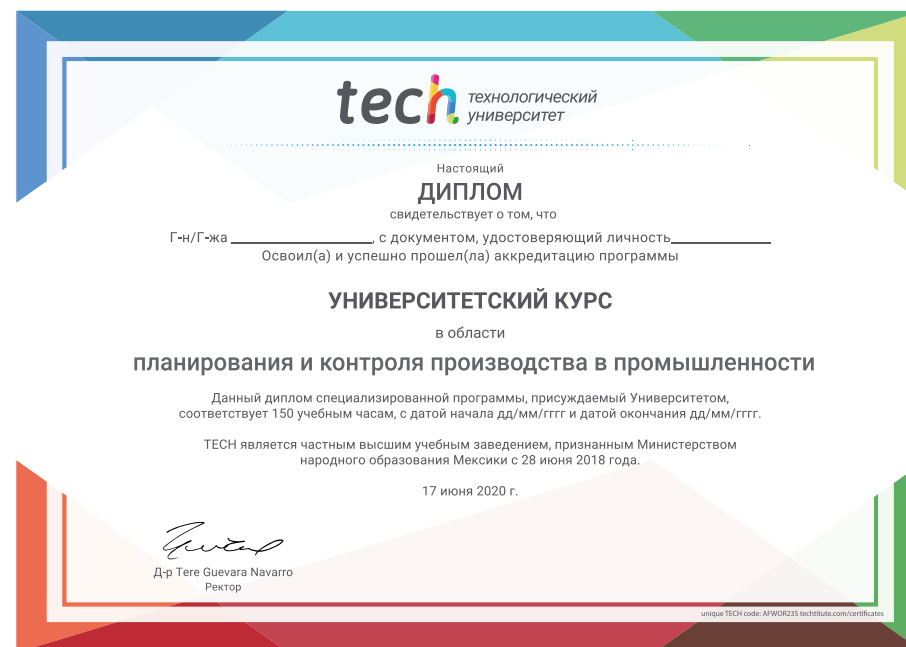 tech технологический университет
Настоящий
ДИПЛОМ
свидетельствует о том, что
Г-н/Г-жа ____________________, с документом, удостоверяющий личность______________
Освоил(а) и успешно прошел(ла) аккредитацию программы
УНИВЕРСИТЕТСКИЙ КУРС
в области
планирования и контроля производства в промышленности
Данный диплом специализированной программы, присуждаемый Университетом,
соответствует 150 учебным часам, с датой начала дд/мм/гггг и датой окончания дд/мм/гггг.
TECH является частным высшим учебным заведением, признанным Министерством
народного образования Мексики с 28 июня 2018 года.
17 июня 2020 г.
Д-р Tere Guevara Navarro
Ректор
unique TECH code: AFWOR23S techtitute.com/certificates